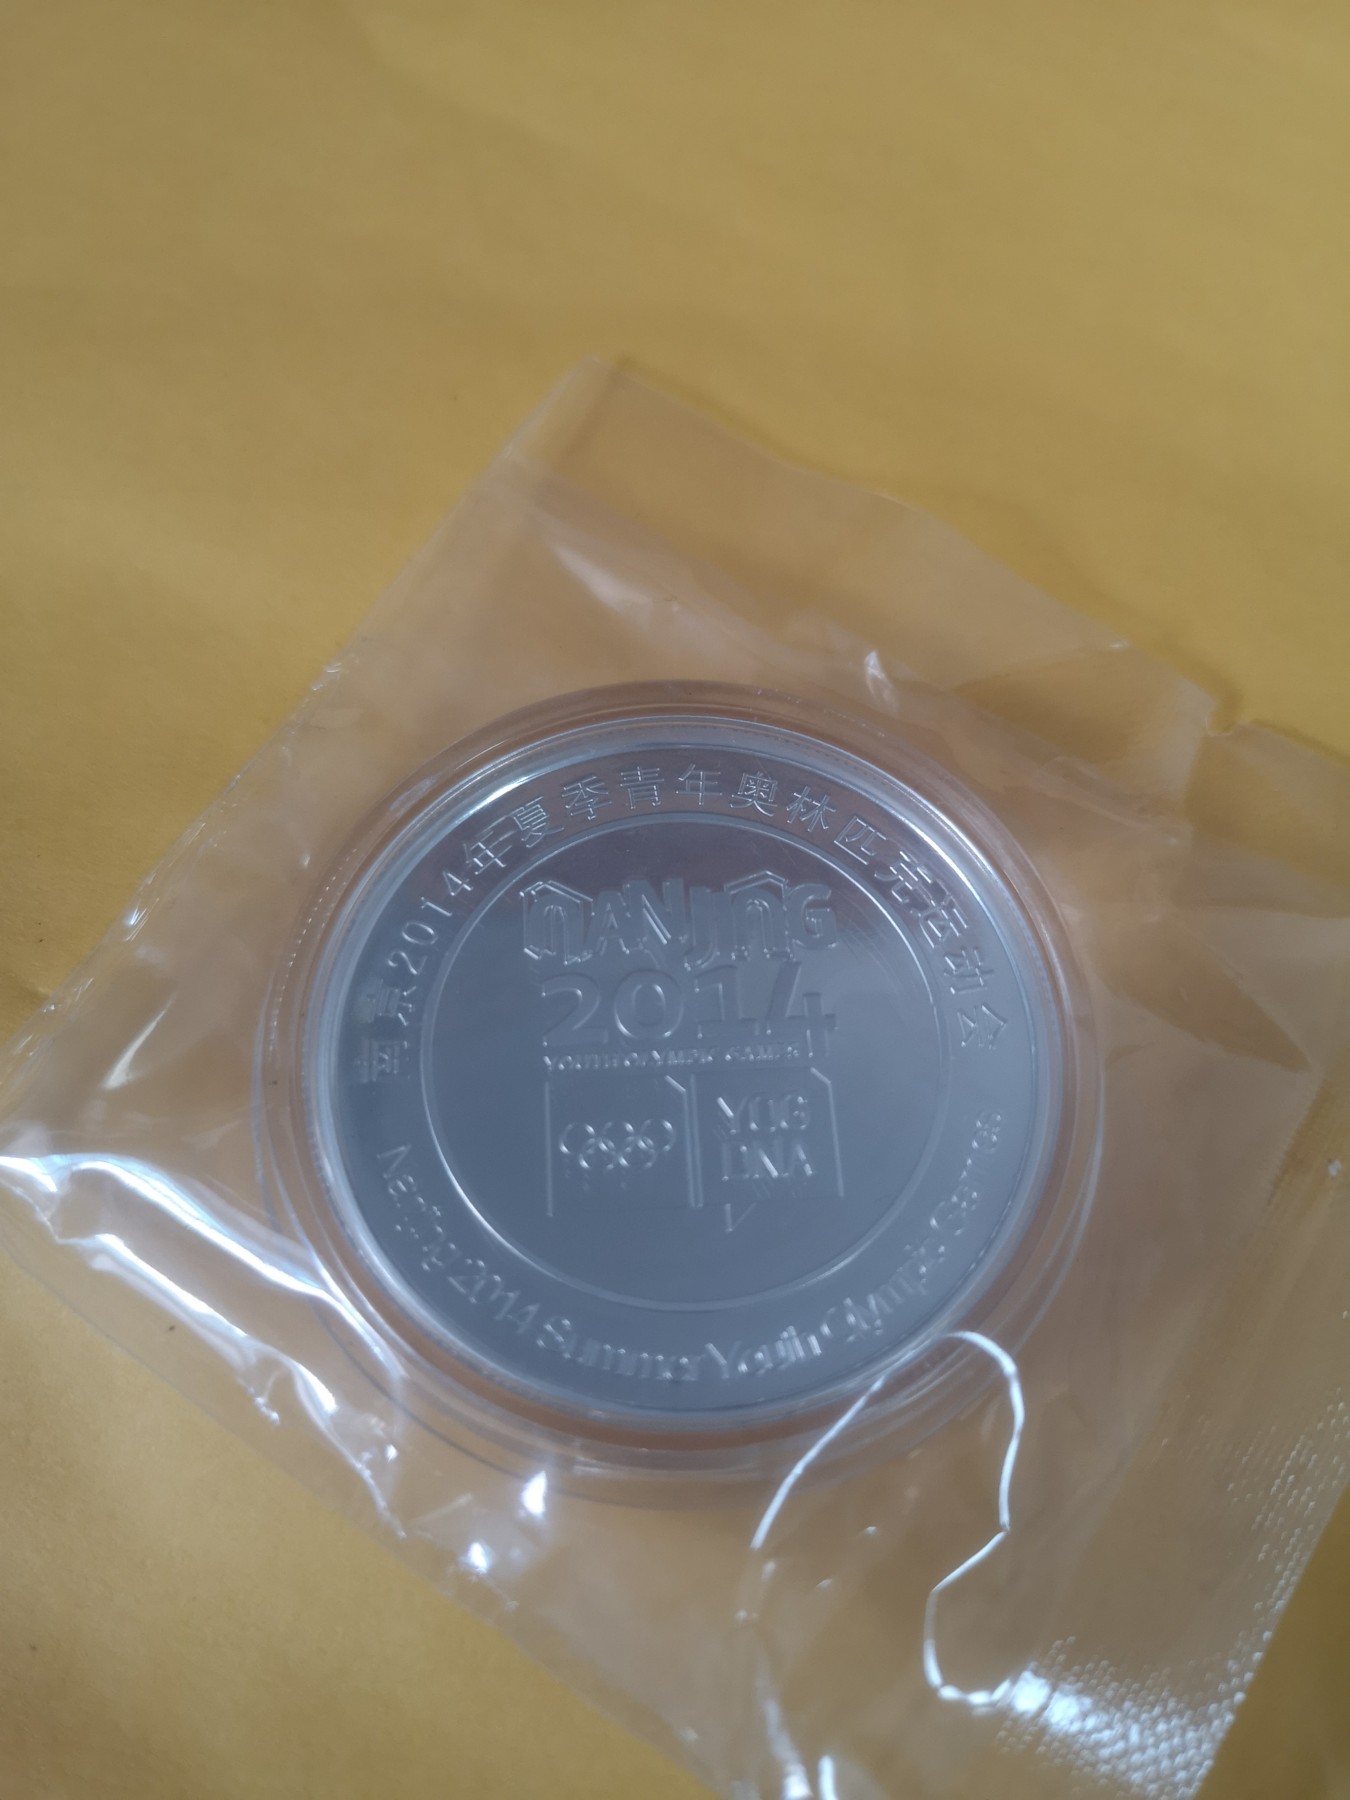 南京2014年夏季青年奥林匹克运动会
NANJING
2014
YOUTH OLYMPIC GAMES
YOG
DNA
Nanjing 2014 Summer Youth Olympic Games